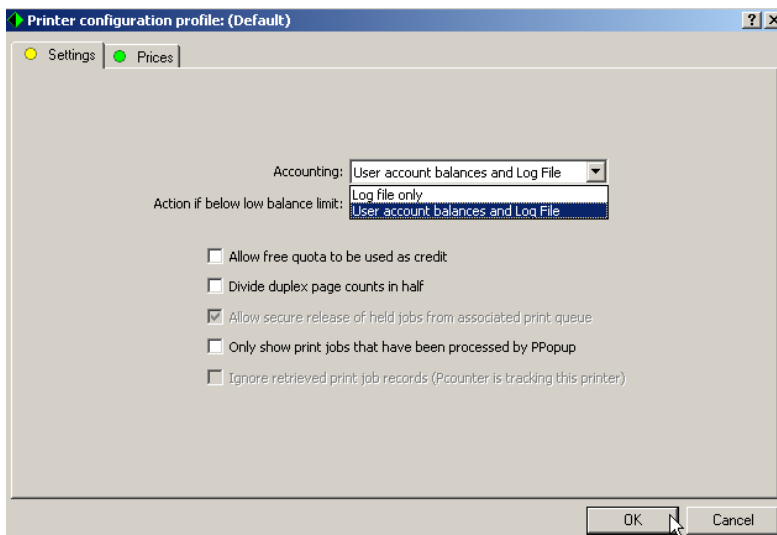 Printer configuration profile: (Default)
Settings
Prices
Accounting: User account balances and Log File
Log file only
Action if below low balance limit: User account balances and Log File
Allow free quota to be used as credit
Divide duplex page counts in half
Allow secure release of held jobs from associated print queue
Only show print jobs that have been processed by PPopup
Ignore retrieved print job records (Pcounter is tracking this printer)
OK
Cancel